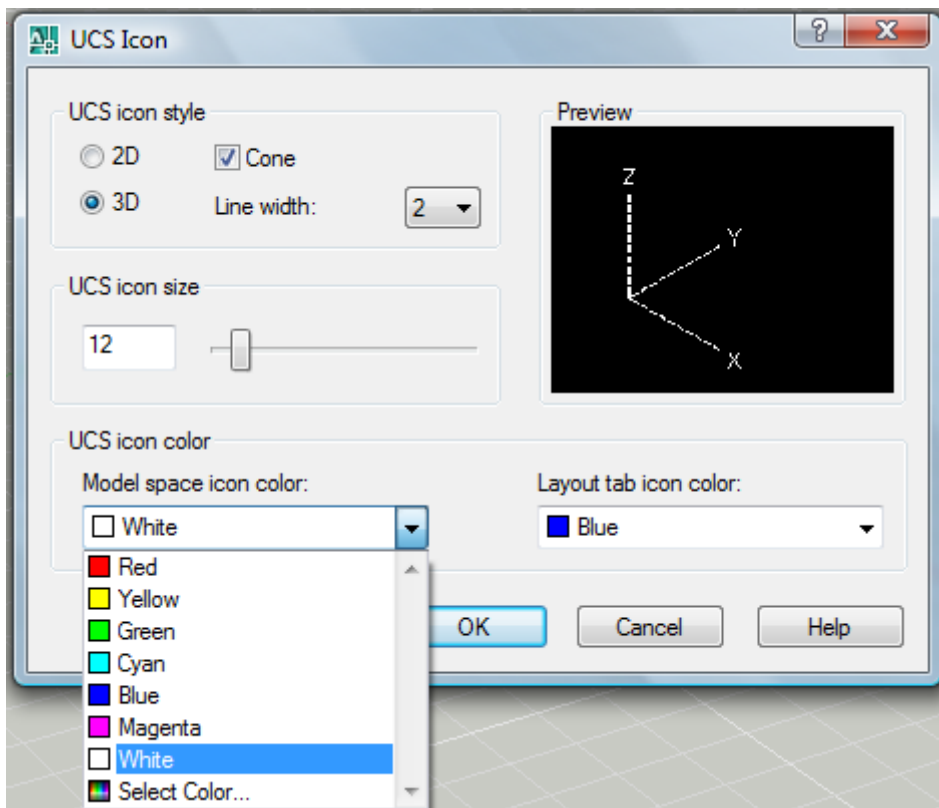 UCS Icon
UCS icon style
2D
Cone
3D
Line width:
2
Preview
Z
Y
X
UCS icon size
12
UCS icon color
Model space icon color:
White
Layout tab icon color:
Blue
Red
Yellow
Green
Cyan
Blue
Magenta
White
Select Color...
OK
Cancel
Help